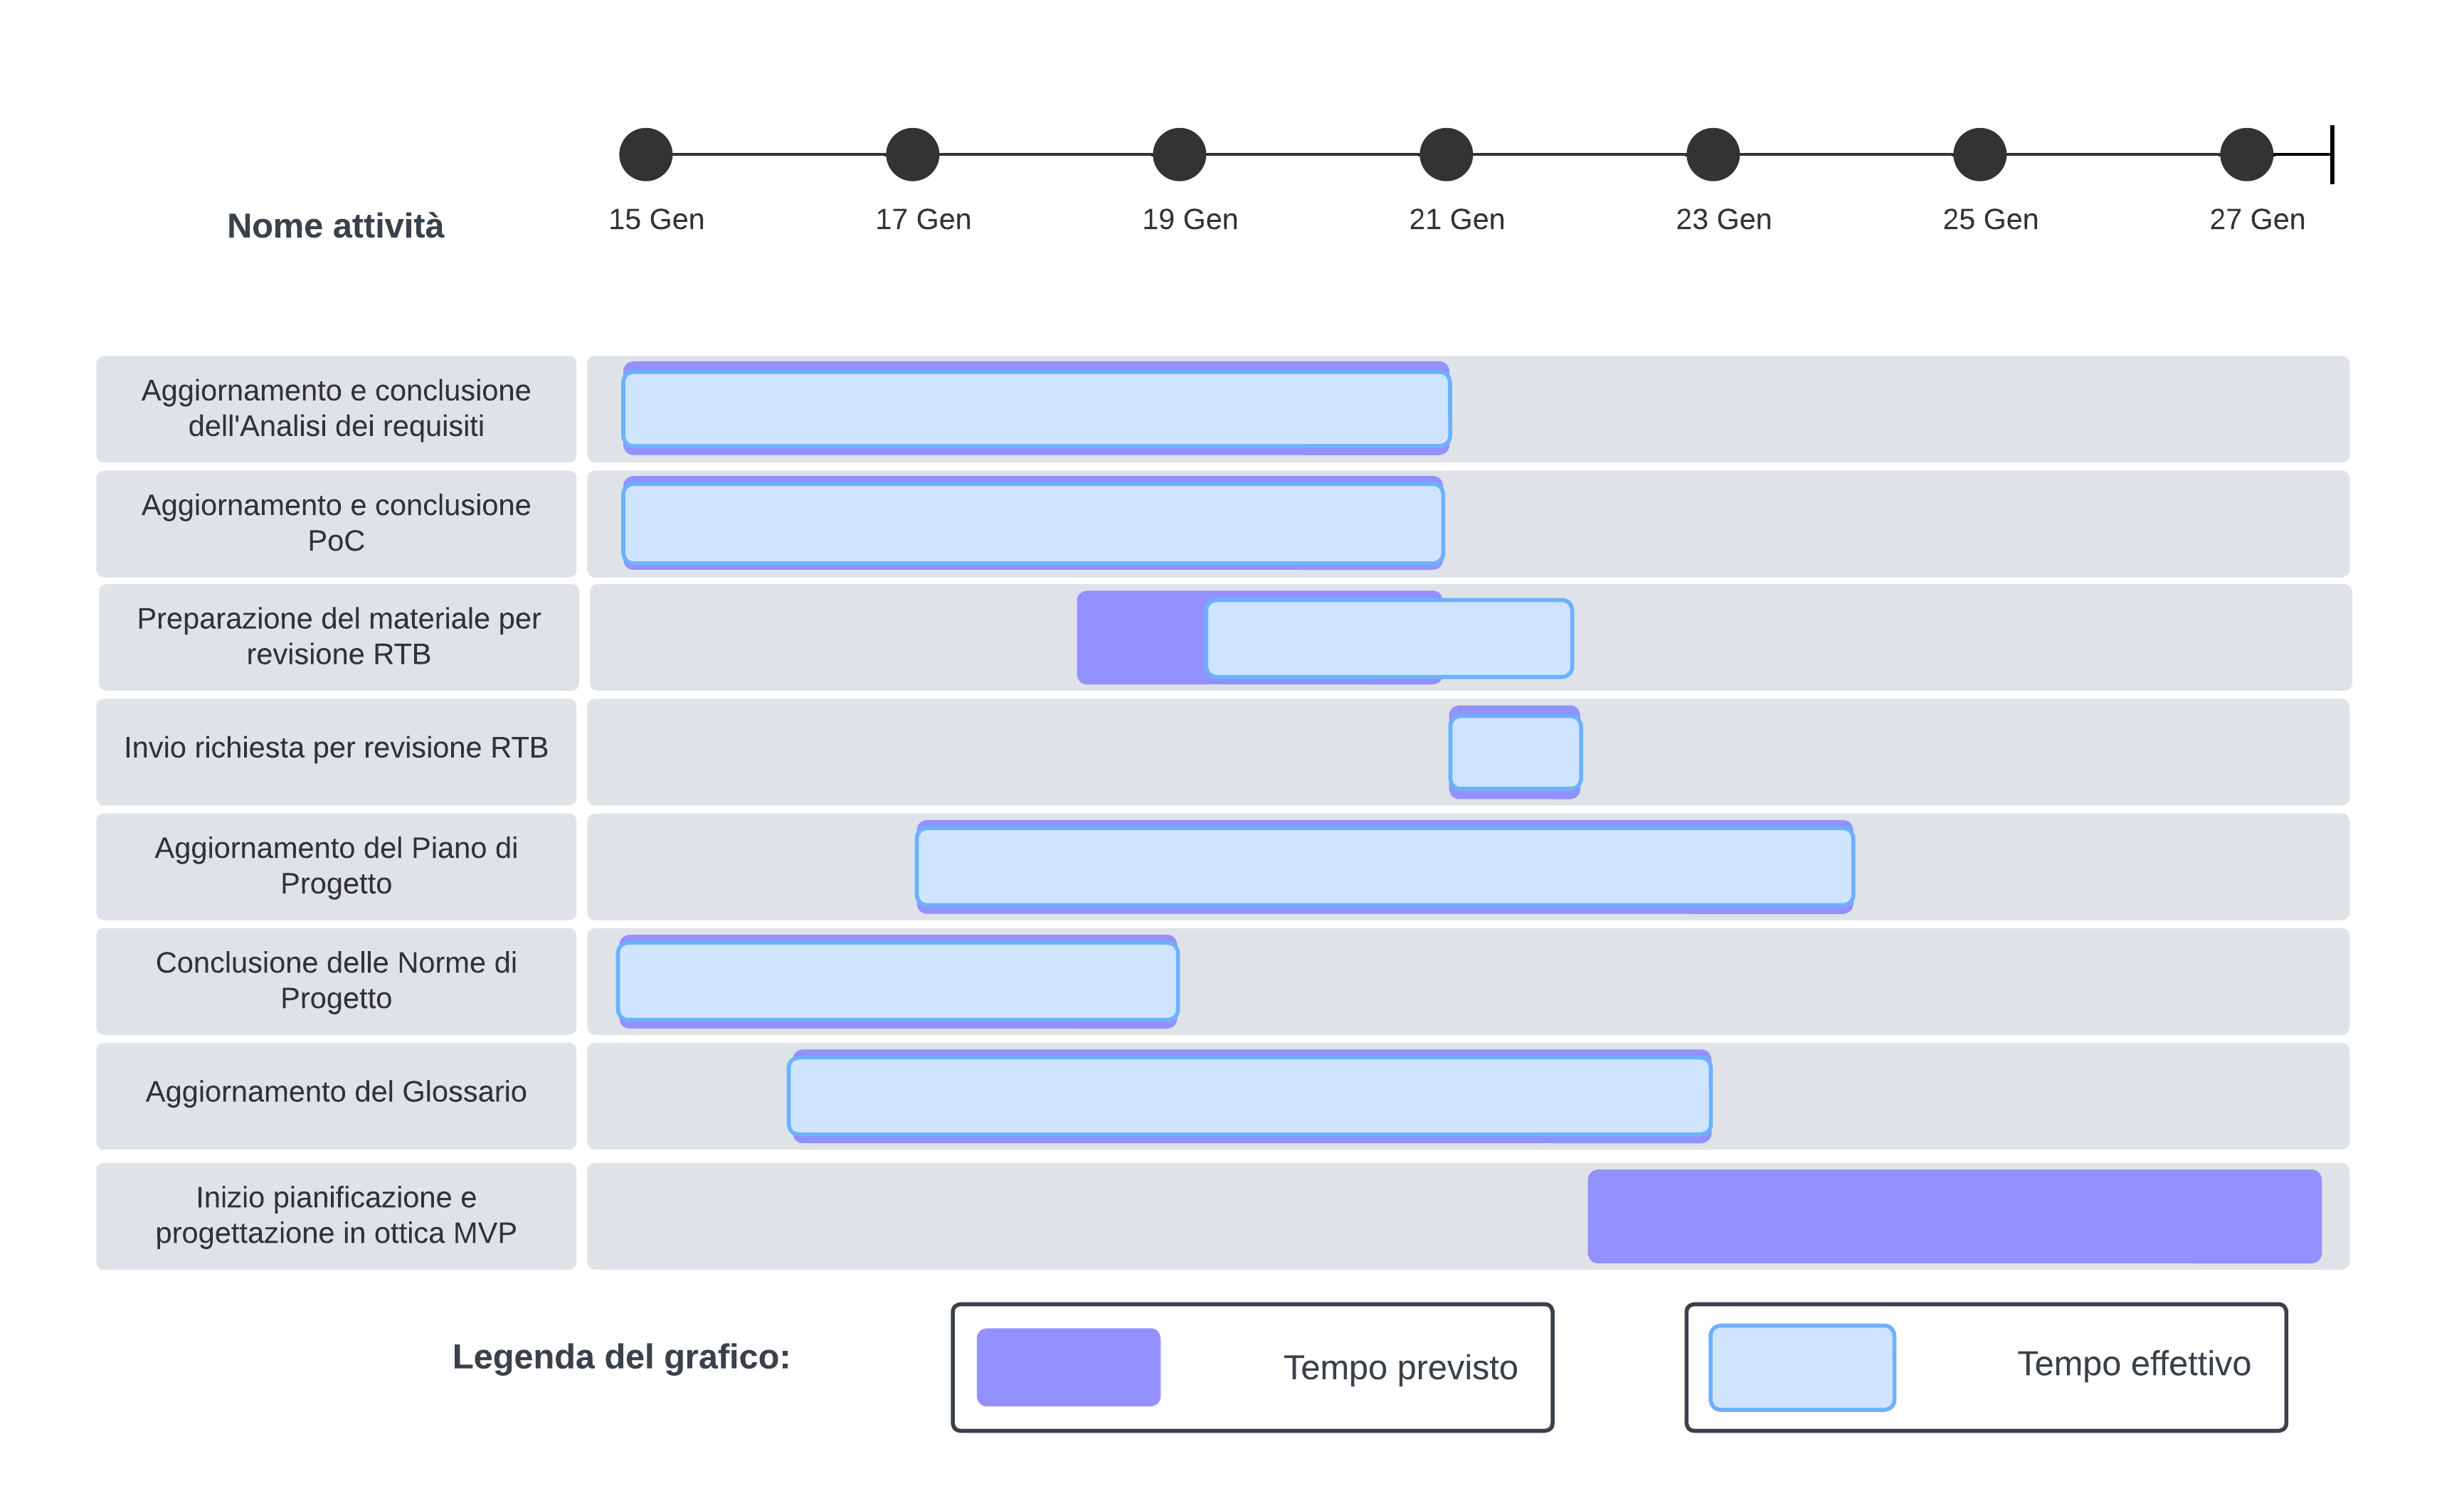 15 Gen
17 Gen
19 Gen
21 Gen
23 Gen
25 Gen
27 Gen
Nome attività
Aggiornamento e conclusione
dell'Analisi dei requisiti
Aggiornamento e conclusione
PoC
Preparazione del materiale per
revisione RTB
Invio richiesta per revisione RTB
Aggiornamento del Piano di
Progetto
Conclusione delle Norme di
Progetto
Aggiornamento del Glossario
Inizio pianificazione e
progettazione in ottica MVP
Legenda del grafico:
Tempo previsto
Tempo effettivo